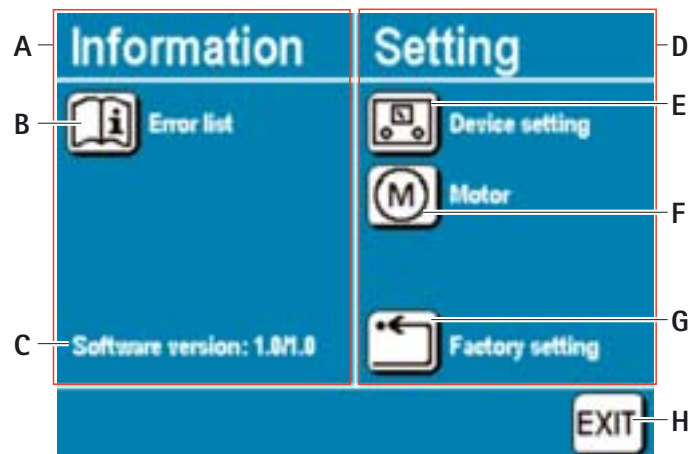 A
Information
Setting
D
B
i
Error list
E
Device setting
M
Motor
F
C
Software version: 1.0/1.0
G
Factory setting
EXIT
H